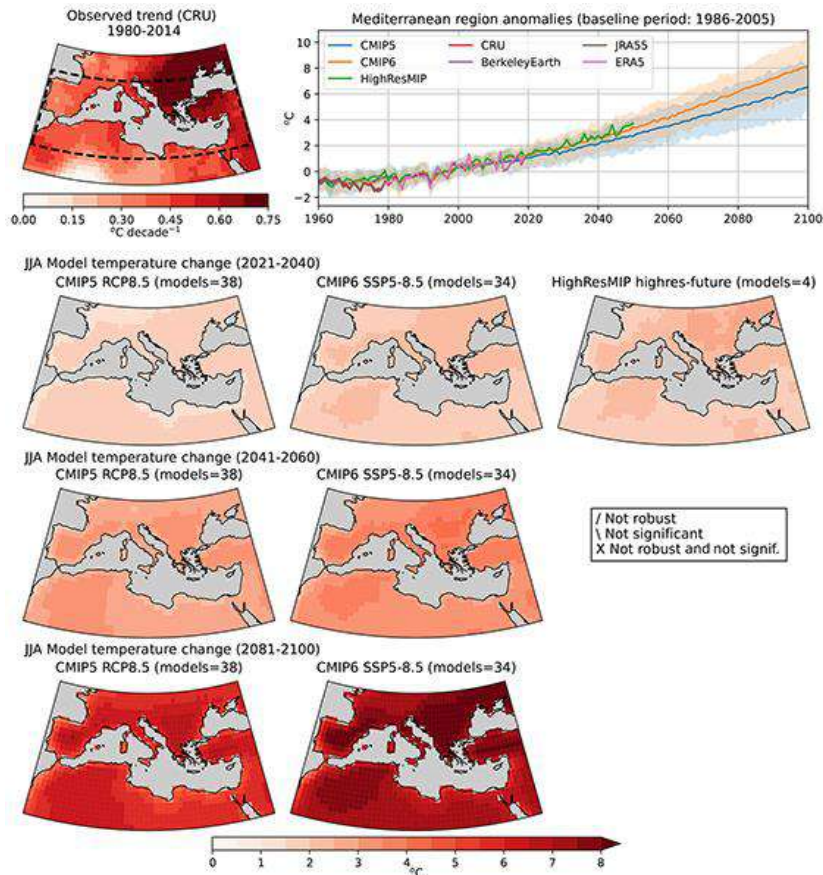 Observed trend (CRU)
1980-2014
0.00 0.15 0.30 0.45 0.60 0.75
°C decade⁻¹
Mediterranean region anomalies (baseline period: 1986-2005)
CMIP5
CMIP6
HighResMIP
CRU
BerkeleyEarth
JRA55
ERA5
10
8
6
4
2
0
−2
°C
1960 1980 2000 2020 2040 2060 2080 2100
JJA Model temperature change (2021-2040)
CMIP5 RCP8.5 (models=38)
CMIP6 SSP5-8.5 (models=34)
HighResMIP highres-future (models=4)
JJA Model temperature change (2041-2060)
CMIP5 RCP8.5 (models=38)
CMIP6 SSP5-8.5 (models=34)
/ Not robust
\ Not significant
X Not robust and not signif.
JJA Model temperature change (2081-2100)
CMIP5 RCP8.5 (models=38)
CMIP6 SSP5-8.5 (models=34)
0 1 2 3 4 5 6 7 8
°C